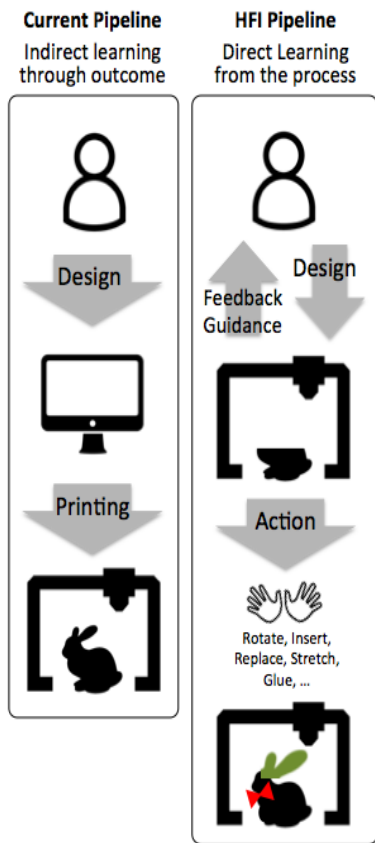 Current Pipeline
Indirect learning
through outcome
Design
Printing
HFI Pipeline
Direct Learning
from the process
Design
Feedback
Guidance
Action
Rotate, Insert,
Replace, Stretch,
Glue, ...